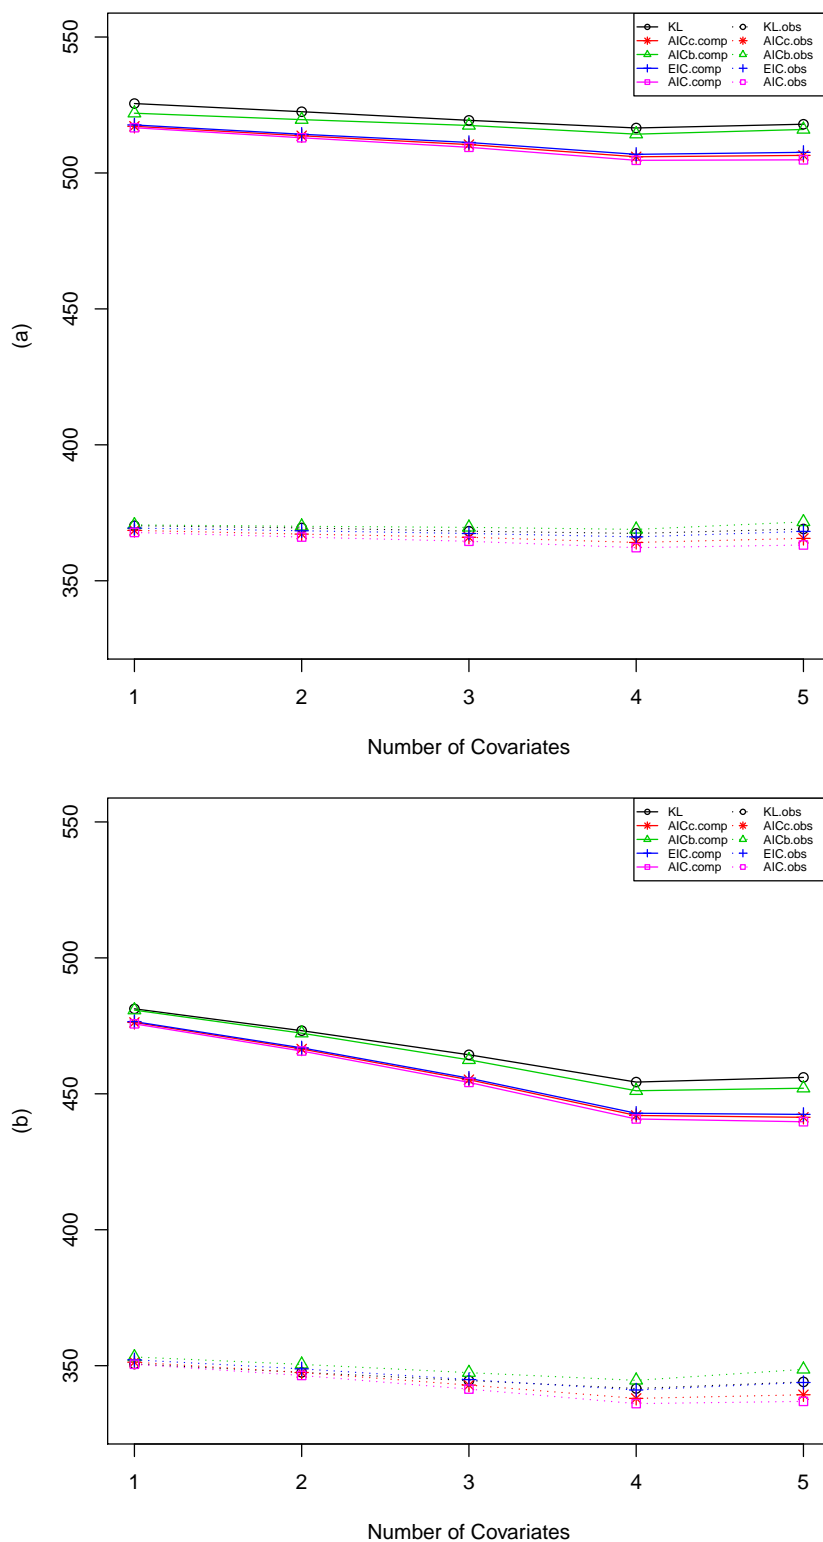 550
500
450
400
350
(a)
KL KL.obs
AICc.comp AICc.obs
AICb.comp AICb.obs
EIC.comp EIC.obs
AIC.comp AIC.obs
1 2 3 4 5
Number of Covariates
550
500
450
400
350
(b)
KL KL.obs
AICc.comp AICc.obs
AICb.comp AICb.obs
EIC.comp EIC.obs
AIC.comp AIC.obs
1 2 3 4 5
Number of Covariates